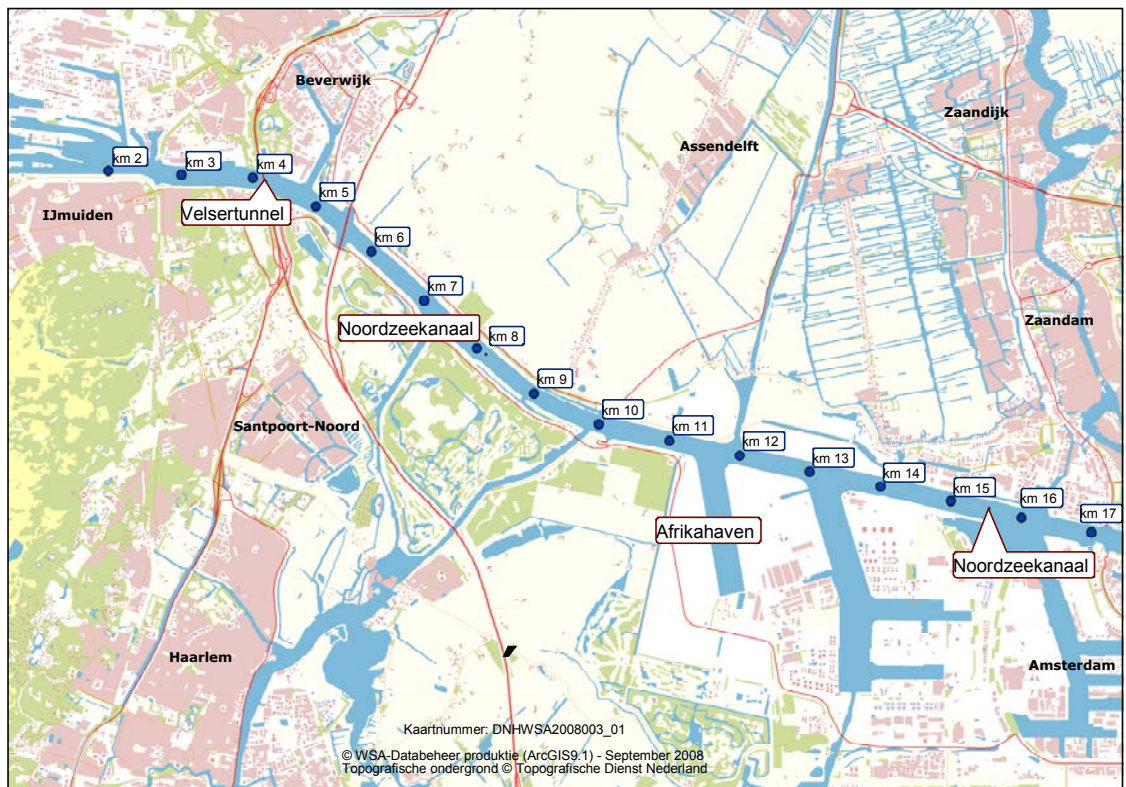 Beverwijk
Zaandijk
Assendelft
km 2
km 3
km 4
km 5
IJmuiden
Velsertunnel
km 6
km 7
Noordzeekanaal
km 8
Zaandam
km 9
km 10
Santpoort-Noord
km 11
km 12
km 13
km 14
km 15
km 16
km 17
Afrikahaven
Noordzeekanaal
Haarlem
Amsterdam
Kaartnummer: DNHWSA2008003_01
© WSA-Databeheer produktie (ArcGIS9.1) - September 2008
Topografische ondergrond © Topografische Dienst Nederland